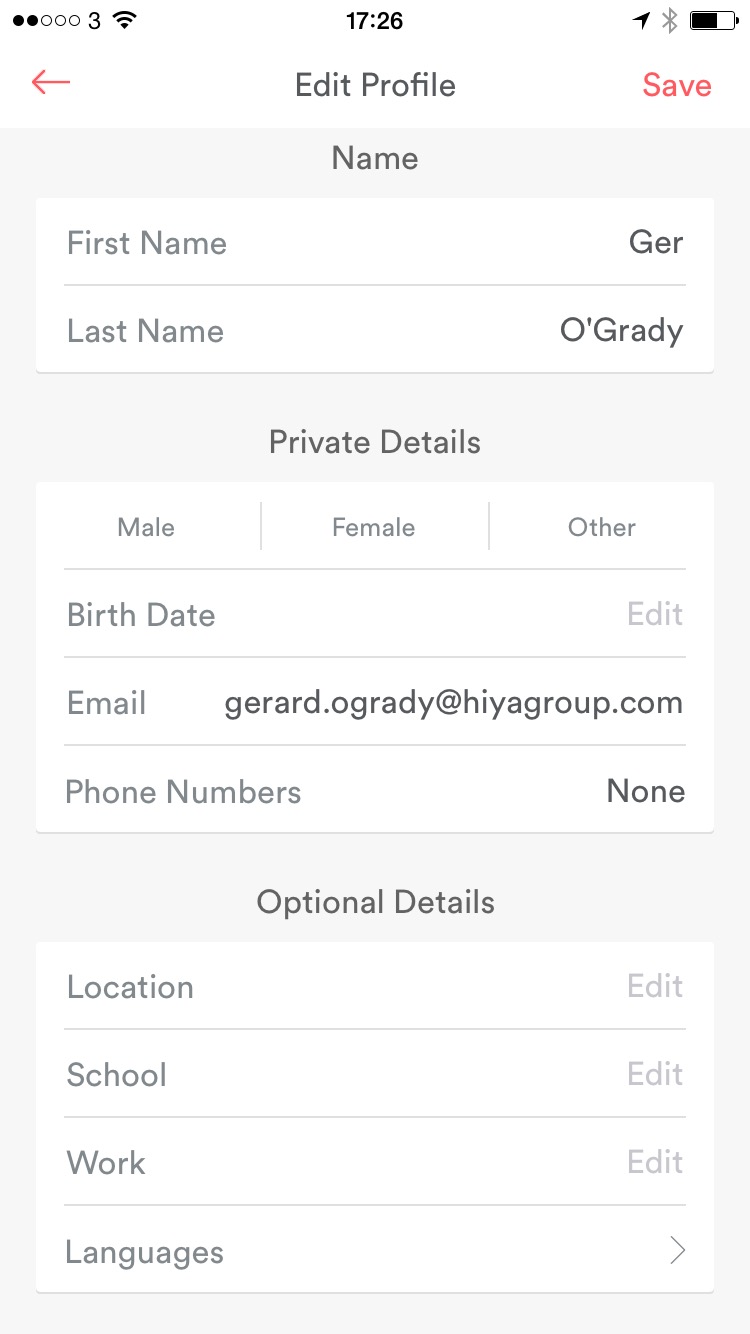 3 17:26
Edit Profile Save
Name
First Name Ger
Last Name O'Grady
Private Details
Male Female Other
Birth Date Edit
Email gerard.ogrady@hiyagroup.com
Phone Numbers None
Optional Details
Location Edit
School Edit
Work Edit
Languages